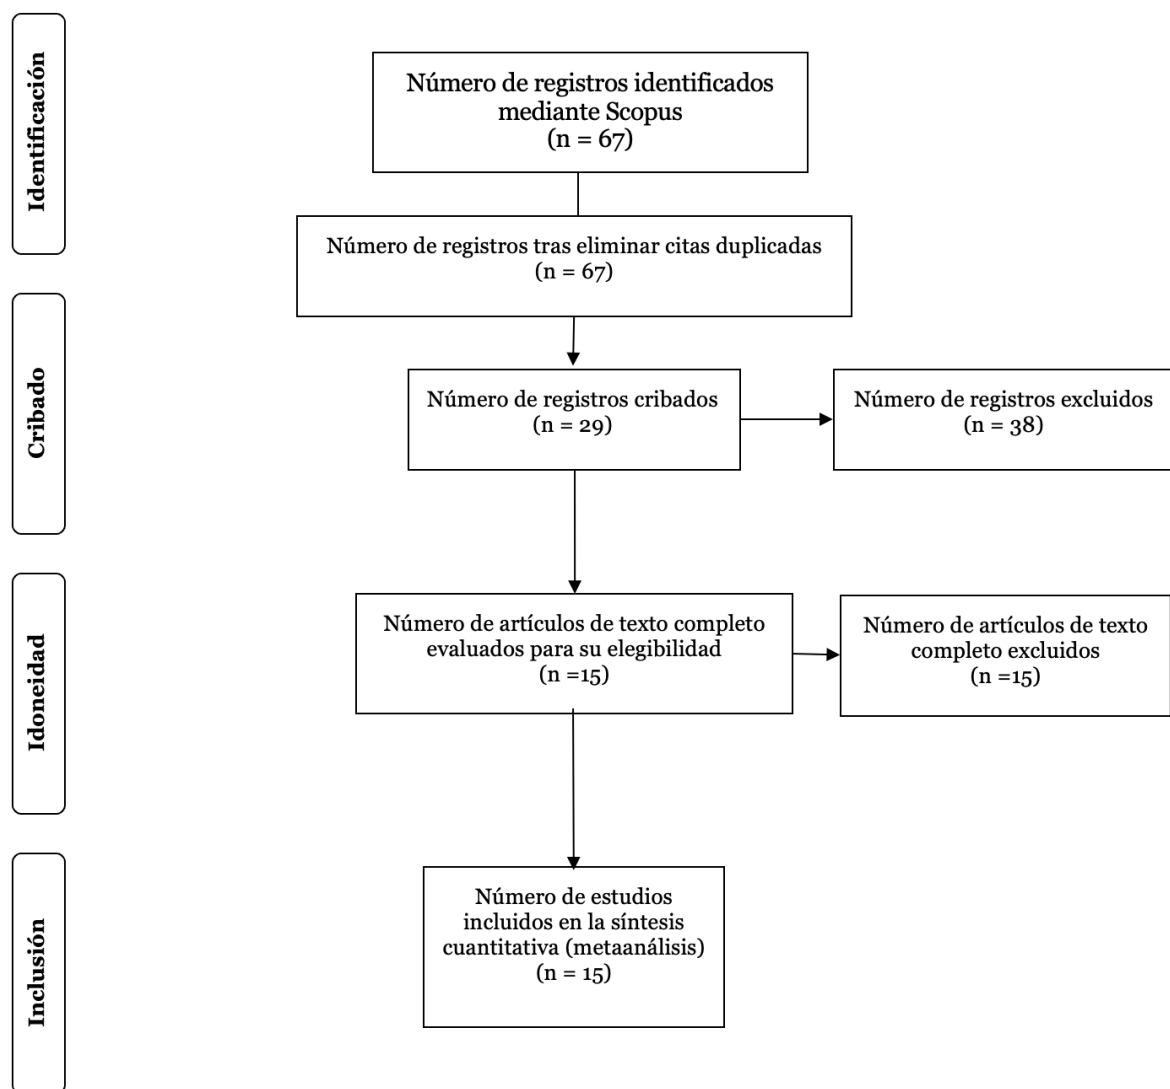 Identificación
Número de registros identificados
mediante Scopus
(n = 67)
Número de registros tras eliminar citas duplicadas
(n = 67)
Cribado
Número de registros cribados
(n = 29)
Número de registros excluidos
(n = 38)
Idoneidad
Número de artículos de texto completo
evaluados para su elegibilidad
(n =15)
Número de artículos de texto
completo excluidos
(n =15)
Inclusión
Número de estudios
incluidos en la síntesis
cuantitativa (metaanálisis)
(n = 15)